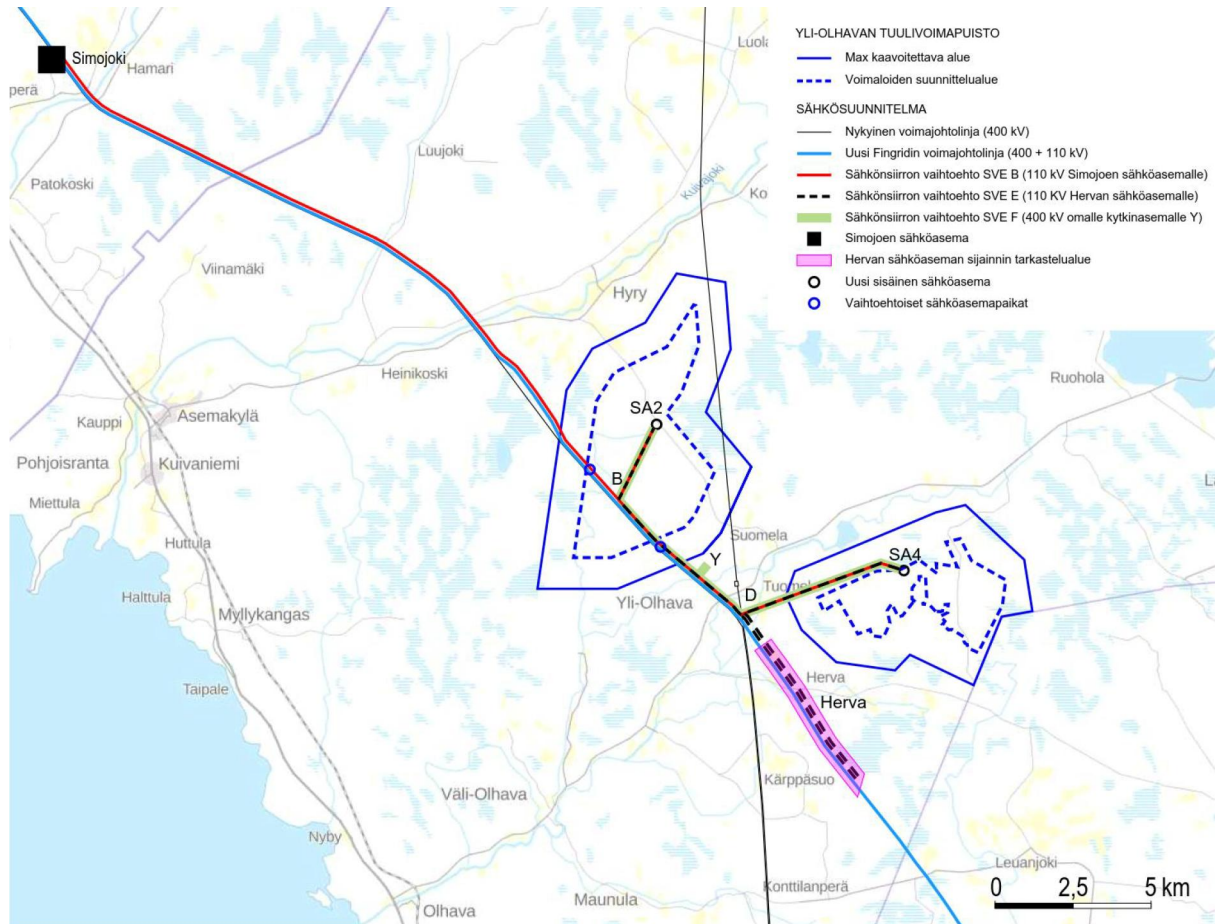 Simojoki
Hamari
perä
Luola
Luujoki
Patokoski
Kuivajoki
Ko
Viinamäki
Hyry
Heinikoski
Ruohola
Kauppi
Asemakylä
SA2
Pohjoisranta
Kuivaniemi
B
Miettula
Suomela
Huttula
Y
SA4
Halttula
Yli-Olhava
D
Tuomela
Myllykangas
Herva
Taipale
Herva
Kärppäsuo
Väli-Olhava
Nyby
Leuanjoki
Konttilanperä
Maunula
Olhava
YLI-OLHAVAN TUULIVOIMAPUISTO
Max kaavoitettava alue
Voimaloiden suunnittelualue
SÄHKÖSUUNNITELMA
Nykyinen voimajohtolinja (400 kV)
Uusi Fingridin voimajohtolinja (400 + 110 kV)
Sähkönsiirron vaihtoehto SVE B (110 kV Simojoen sähköasemalle)
Sähkönsiirron vaihtoehto SVE E (110 KV Hervan sähköasemalle)
Sähkönsiirron vaihtoehto SVE F (400 kV omalle kytkinasemalle Y)
Simojoen sähköasema
Hervan sähköaseman sijainnin tarkastelualue
Uusi sisäinen sähköasema
Vaihtoehtoiset sähköasemapaikat
0 2,5 5 km